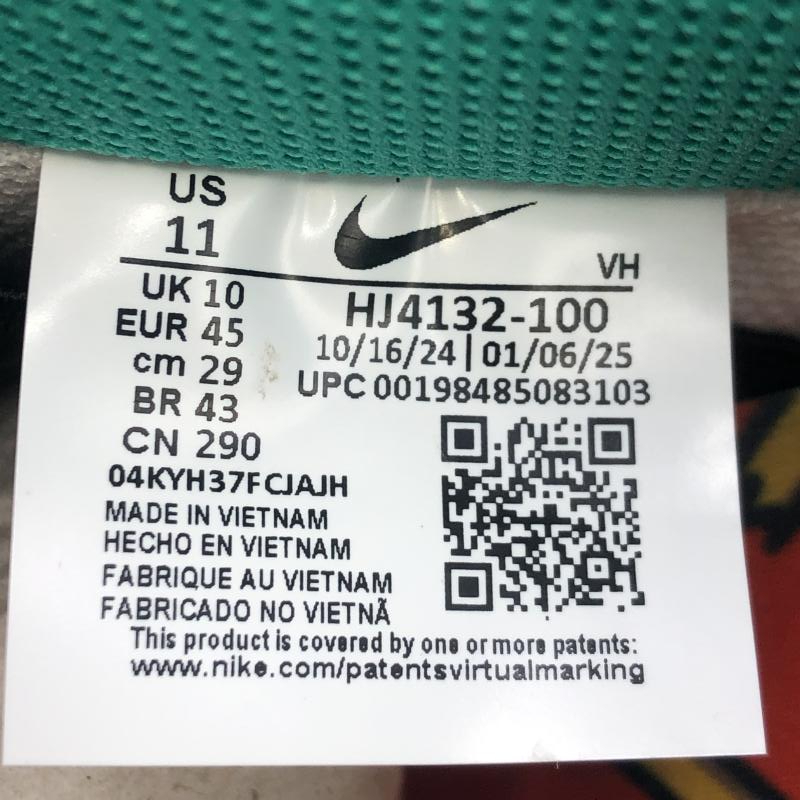 US
11
VH
UK 10
EUR 45
cm 29
BR 43
CN 290
HJ4132-100
10/16/24 | 01/06/25
UPC 00198485083103
04KYH37FCJAJH
MADE IN VIETNAM
HECHO EN VIETNAM
FABRIQUE AU VIETNAM
FABRICADO NO VIETNÃ
This product is covered by one or more patents:
www.nike.com/patentsvirtualmarking